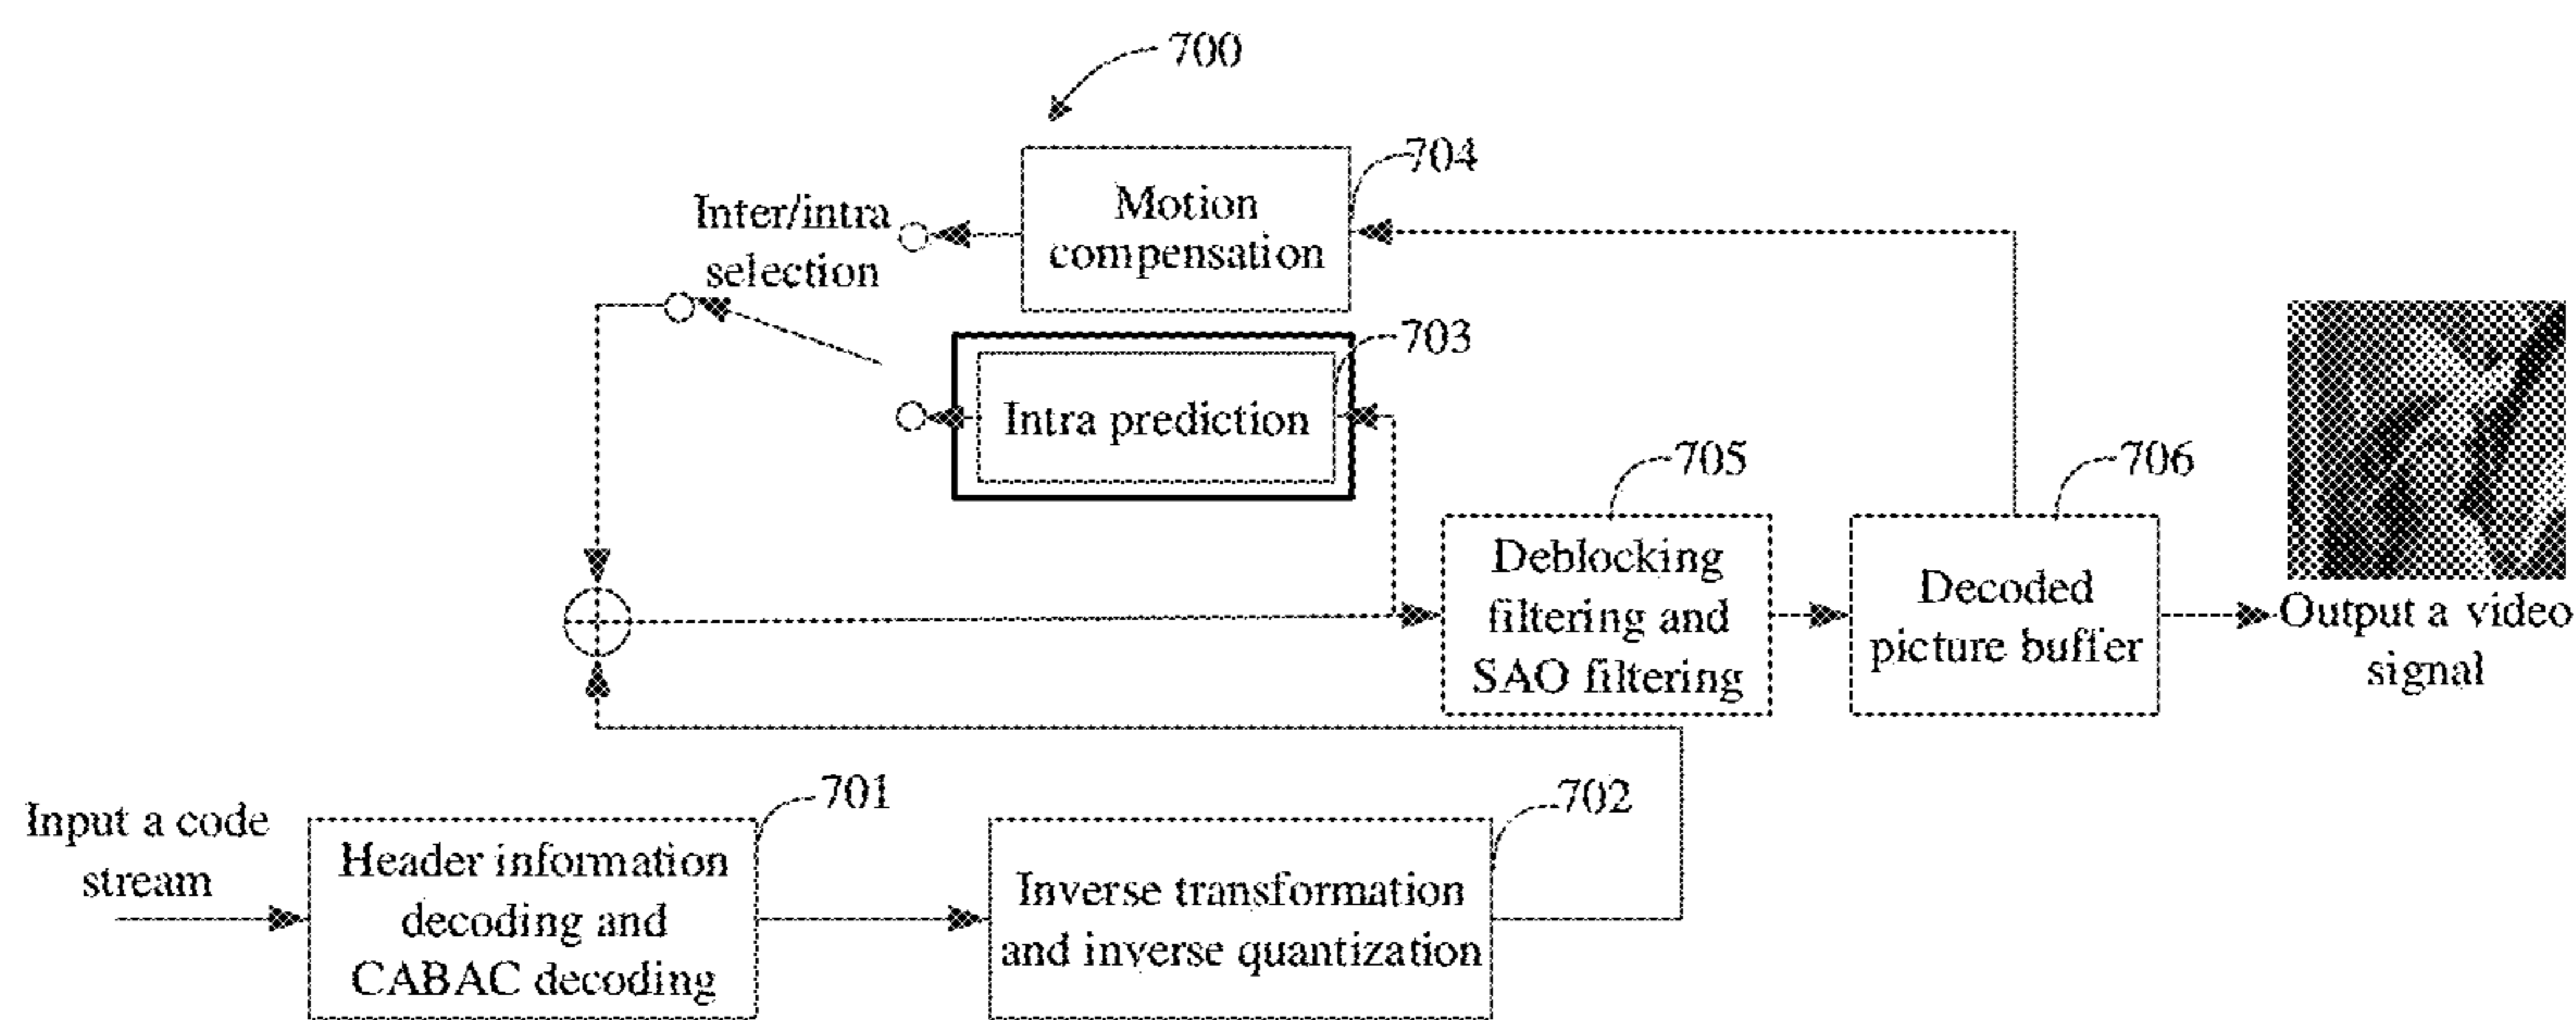 700
704
Motion
compensation
Inter/intra
selection
703
Intra prediction
705
Deblocking
filtering and
SAO filtering
706
Decoded
picture buffer
Output a video
signal
Input a code
stream
701
Header information
decoding and
CABAC decoding
702
Inverse transformation
and inverse quantization